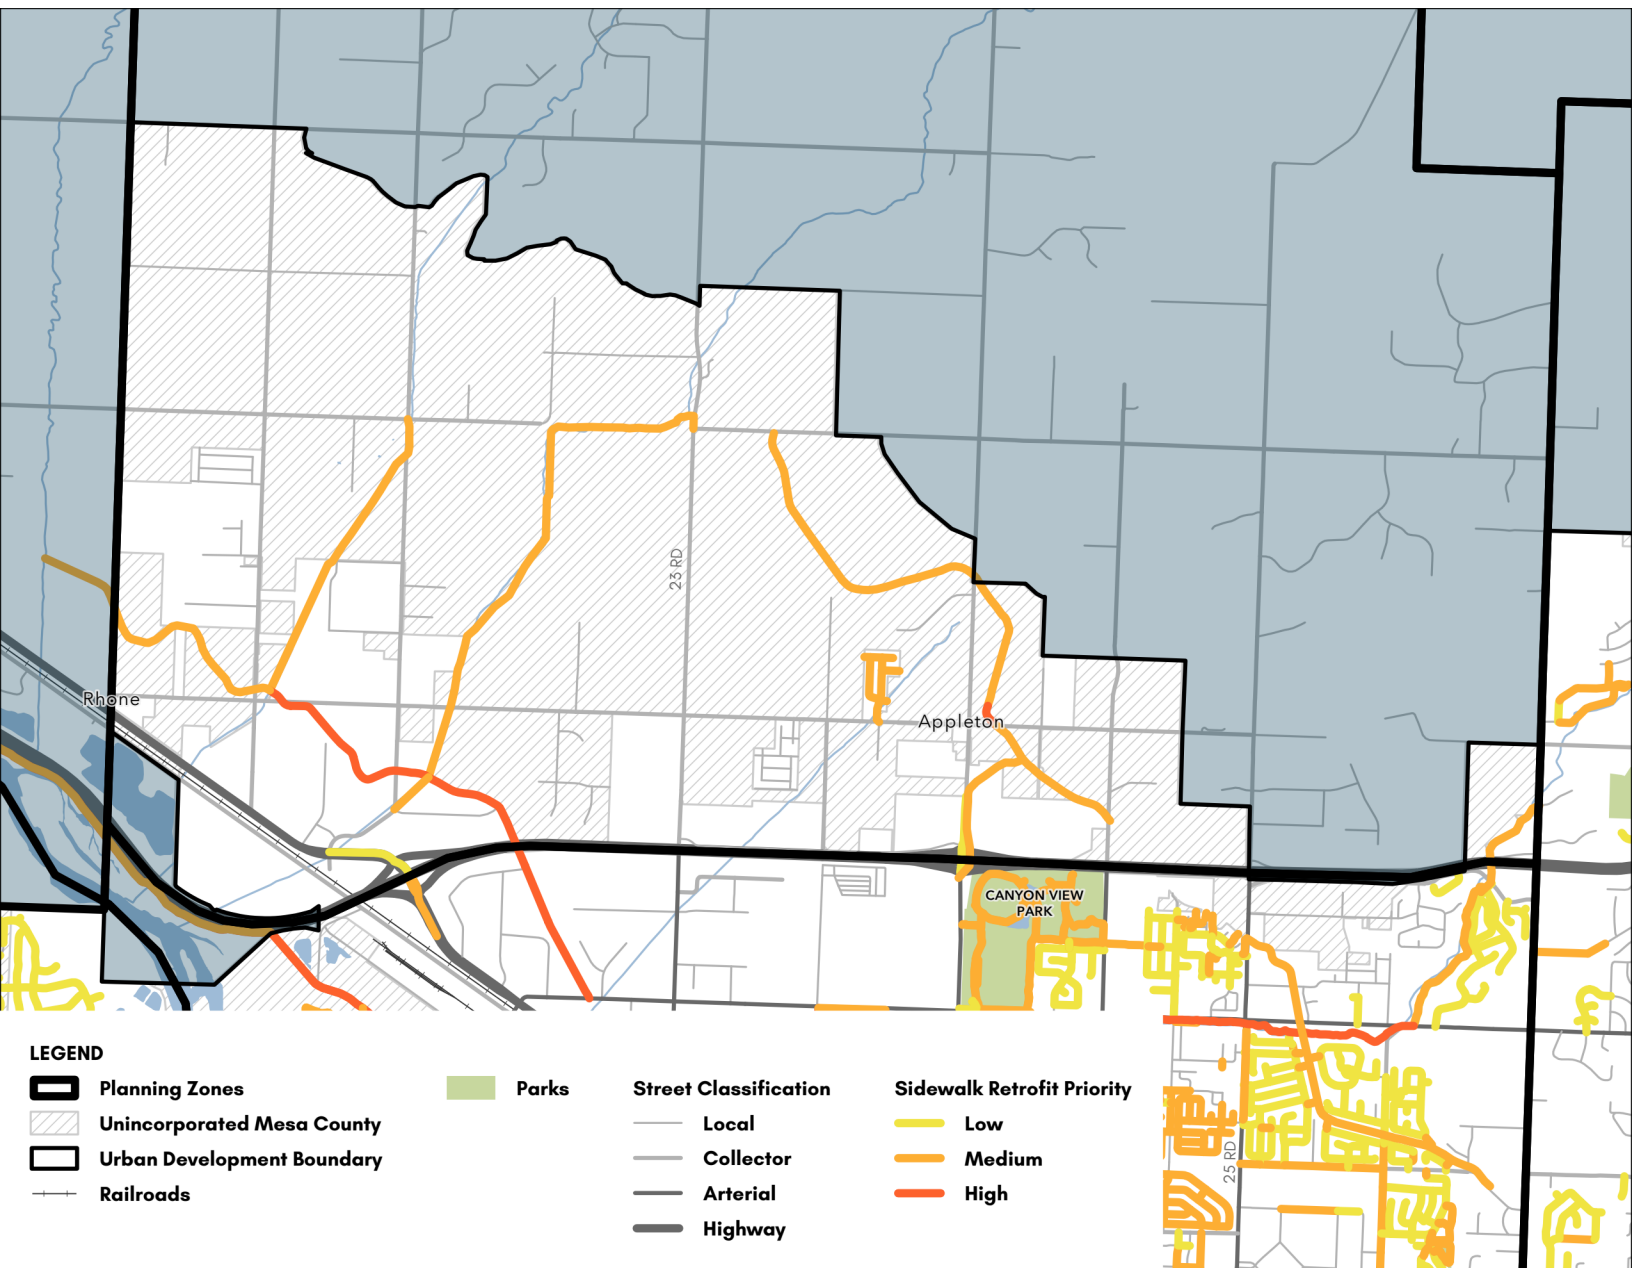 23 RD
Rhone
Appleton
CANYON VIEW
PARK
LEGEND
Planning Zones
Unincorporated Mesa County
Urban Development Boundary
Railroads
Parks
Street Classification
Local
Collector
Arterial
Highway
Sidewalk Retrofit Priority
Low
Medium
High
25 RD